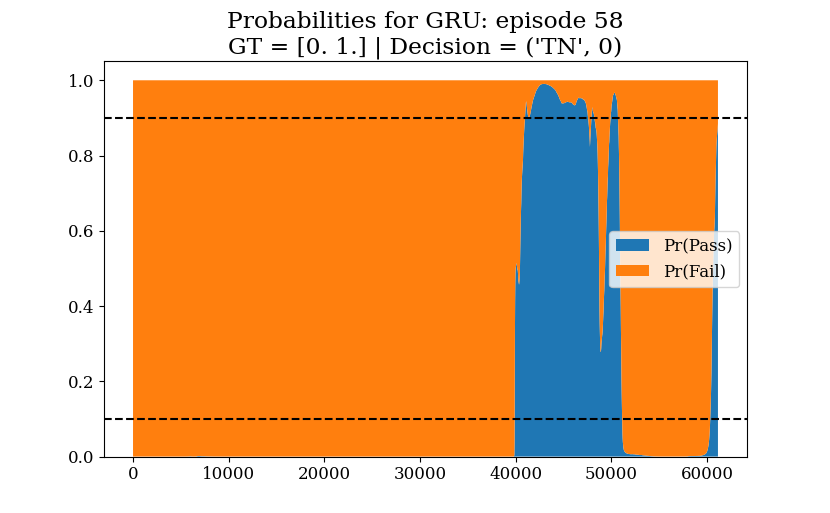 Probabilities for GRU: episode 58
GT = [0. 1.] | Decision = ('TN', 0)
1.0
0.8
0.6
0.4
0.2
0.0
Pr(Pass)
Pr(Fail)
0 10000 20000 30000 40000 50000 60000